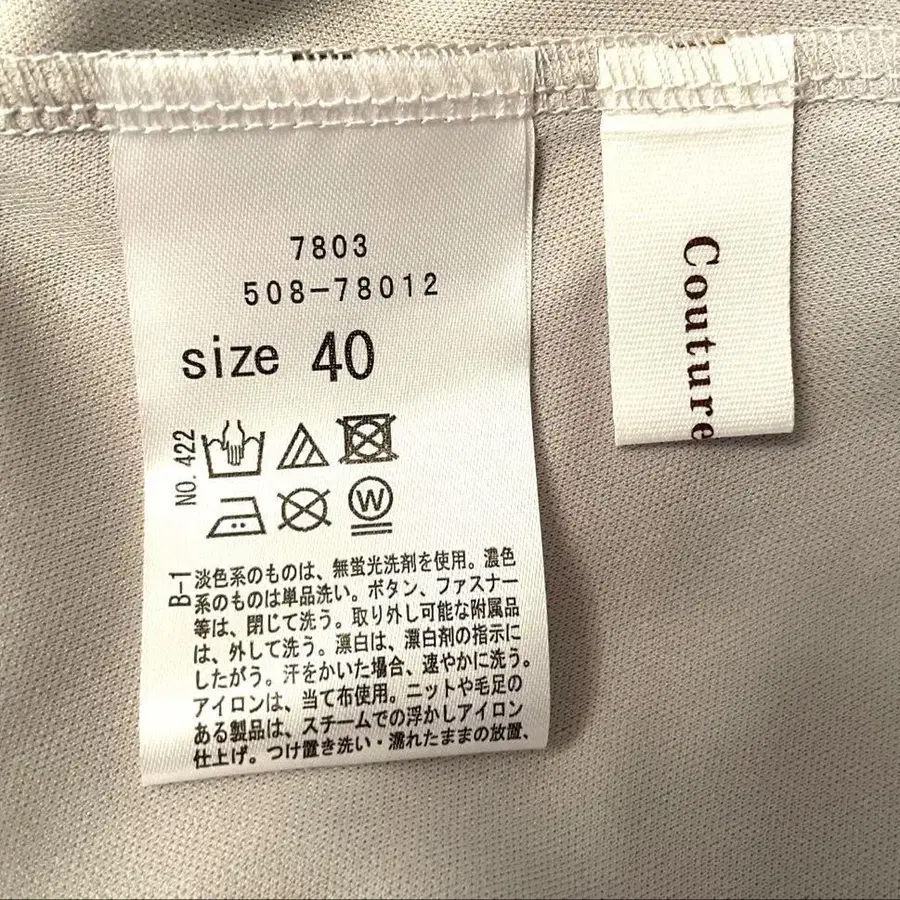 7803
508-78012
size 40
NO. 422
W
B-1
淡色系のものは、無蛍光洗剤を使用。濃色
系のものは単品洗い。ボタン、ファスナー
等は、閉じて洗う。取り外し可能な附属品
は、外して洗う。漂白は、漂白剤の指示に
したがう。汗をかいた場合、速やかに洗う。
アイロンは、当て布使用。ニットや毛足の
ある製品は、スチームでの浮かしアイロン
仕上げ。つけ置き洗い・濡れたままの放置、
Couture